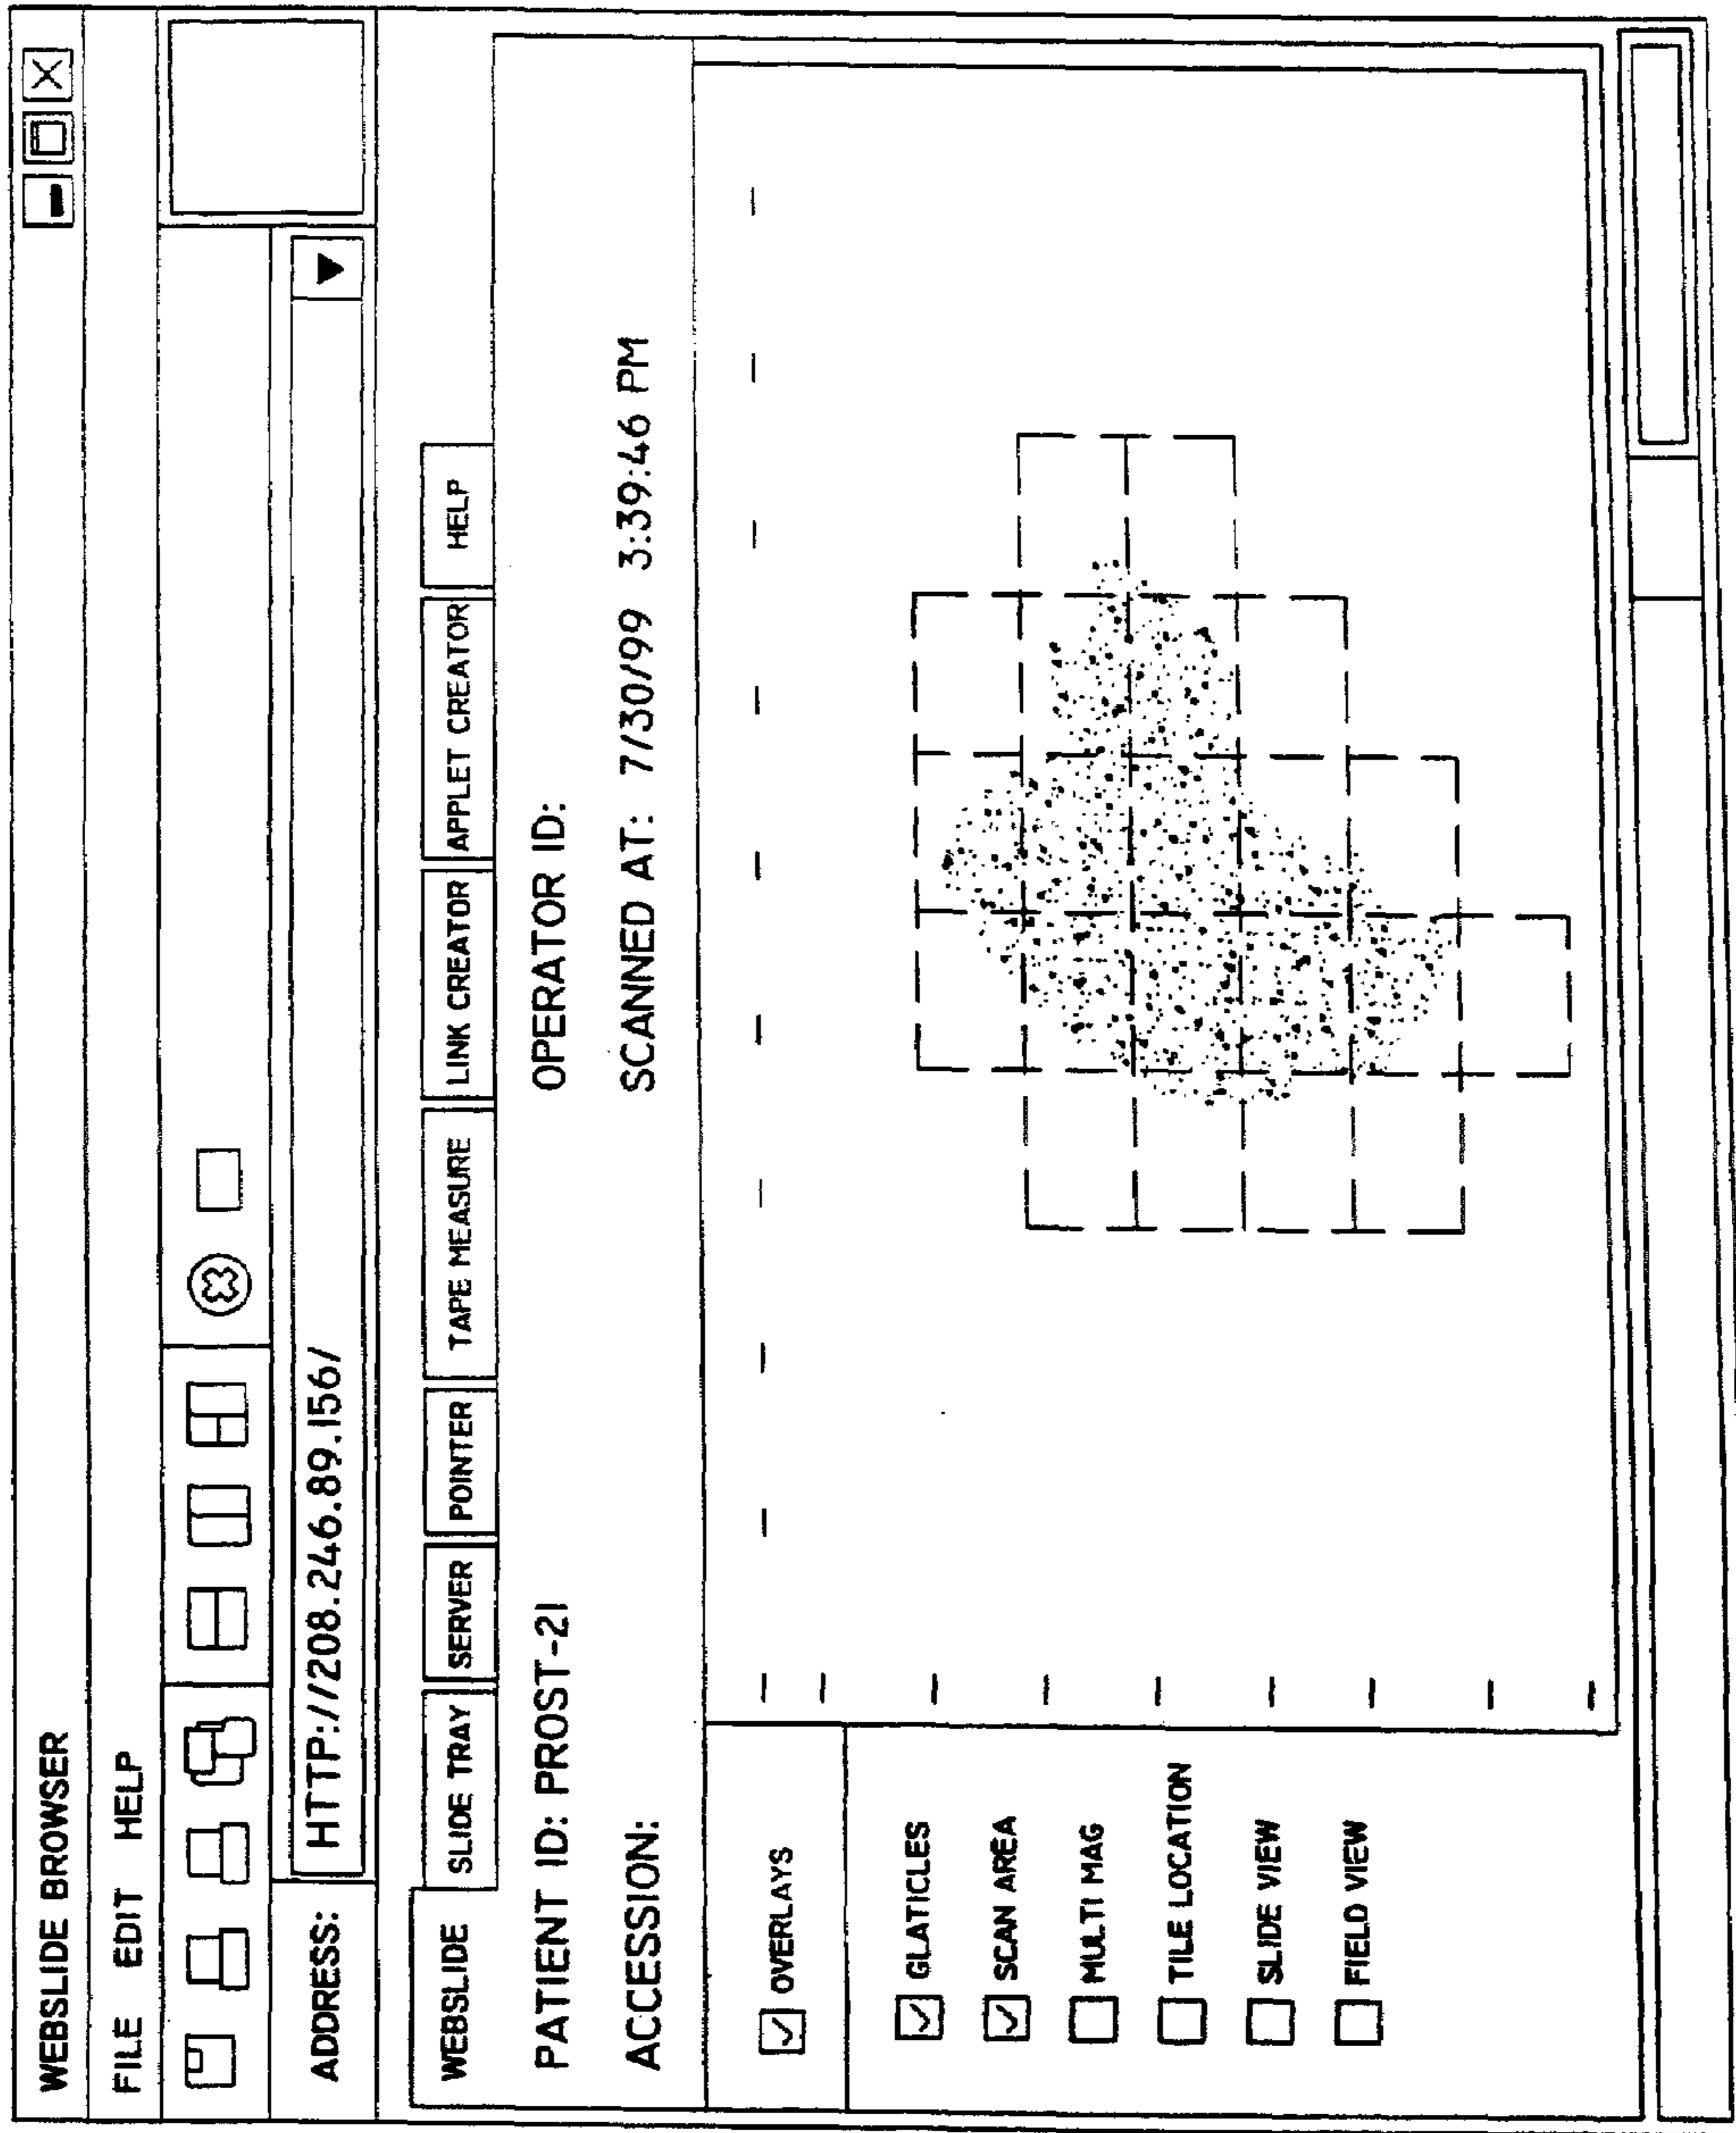 WEBSLIDE BROWSER
FILE EDIT HELP
ADDRESS: HTTP://208.246.89.156/
WEBSLIDE SLIDE TRAY SERVER POINTER TAPE MEASURE LINK CREATOR APPLET CREATOR HELP
PATIENT ID: PROST-21 OPERATOR ID:
ACCESSION: SCANNED AT: 7/30/99 3:39:46 PM
OVERLAYS
GLATICLES
SCAN AREA
MULTI MAG
TILE LOCATION
SLIDE VIEW
FIELD VIEW